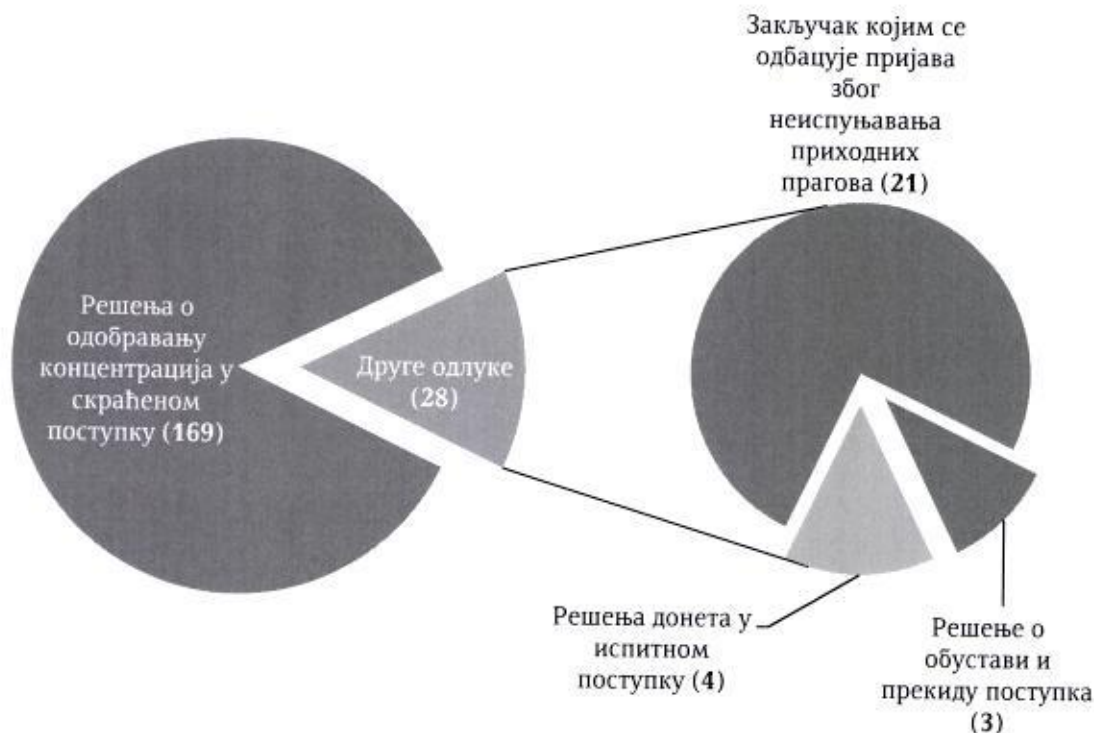 Закључак којим се
одбацује пријава
због
неиспуњавања
приходних
прагова (21)
Решења о
одобравању
концентрација у
скраћеном
поступку (169)
Друге одлуке
(28)
Решења донета у
испитном
поступку (4)
Решење о
обустави и
прекиду поступка
(3)